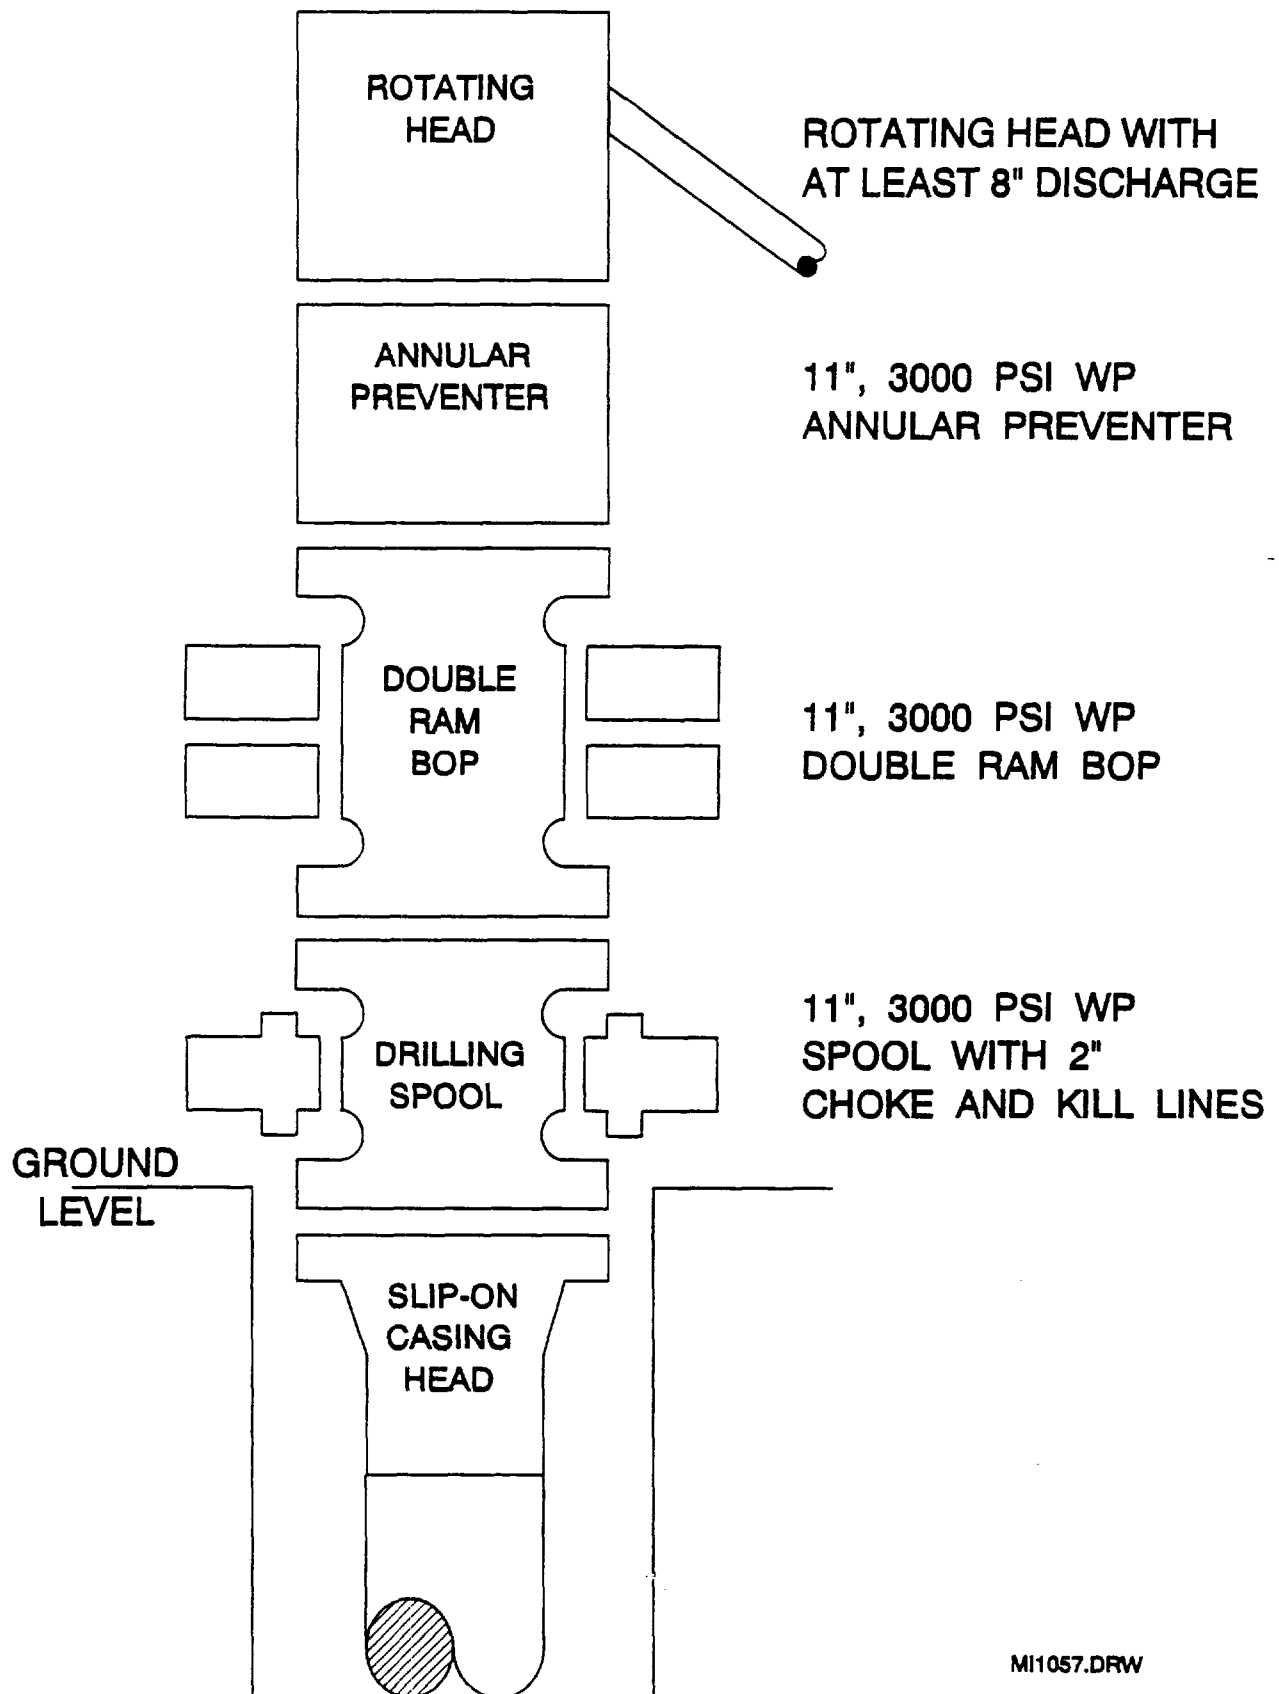 ROTATING
HEAD
ROTATING HEAD WITH
AT LEAST 8" DISCHARGE
ANNULAR
PREVENTER
11", 3000 PSI WP
ANNULAR PREVENTER
DOUBLE
RAM
BOP
11", 3000 PSI WP
DOUBLE RAM BOP
DRILLING
SPOOL
11", 3000 PSI WP
SPOOL WITH 2"
CHOKE AND KILL LINES
GROUND
LEVEL
SLIP-ON
CASING
HEAD
MI1057.DRW